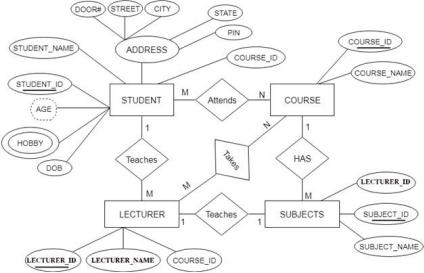 DOOR#
STREET
CITY
STATE
PIN
STUDENT_NAME
ADDRESS
COURSE_ID
COURSE_ID
COURSE_NAME
STUDENT_ID
AGE
HOBBY
DOB
STUDENT
M
Attends
N
COURSE
1
Teaches
M
N
Takes
M
1
HAS
M
LECTURER_ID
LECTURER
1
Teaches
1
SUBJECTS
SUBJECT_ID
SUBJECT_NAME
LECTURER_ID
LECTURER_NAME
COURSE_ID